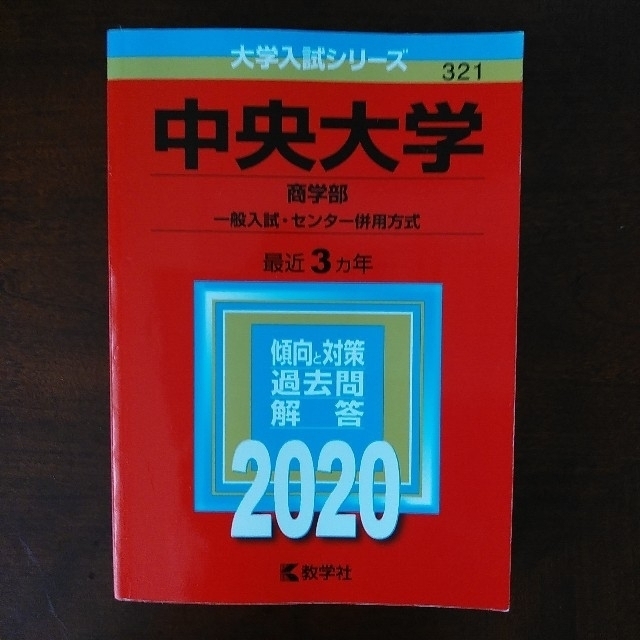 大学入試シリーズ
321
中央大学
商学部
一般入試・センター併用方式
最近3カ年
傾向と対策
過去問
解答
2020
教学社